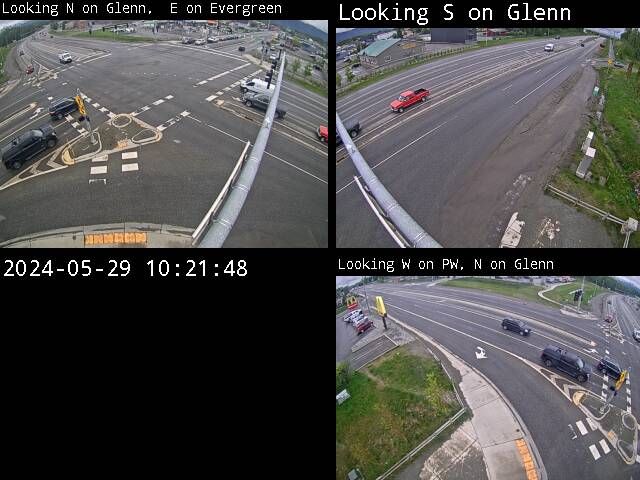 Looking N on Glenn,  E on Evergreen
Looking S on Glenn
2024-05-29 10:21:48
Looking W on PW, N on Glenn